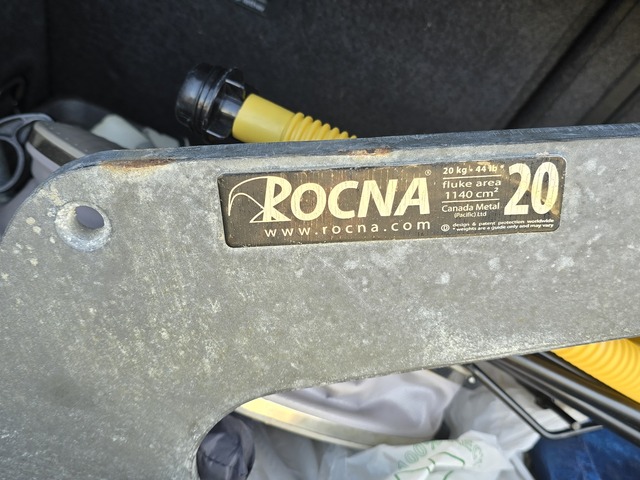 ROCNA®
www.rocna.com
20 kg - 44 lb*
fluke area
1140 cm²
Canada Metal
(Pacific) Ltd
© design & patent protection worldwide
* weights are a guide only and may vary
20